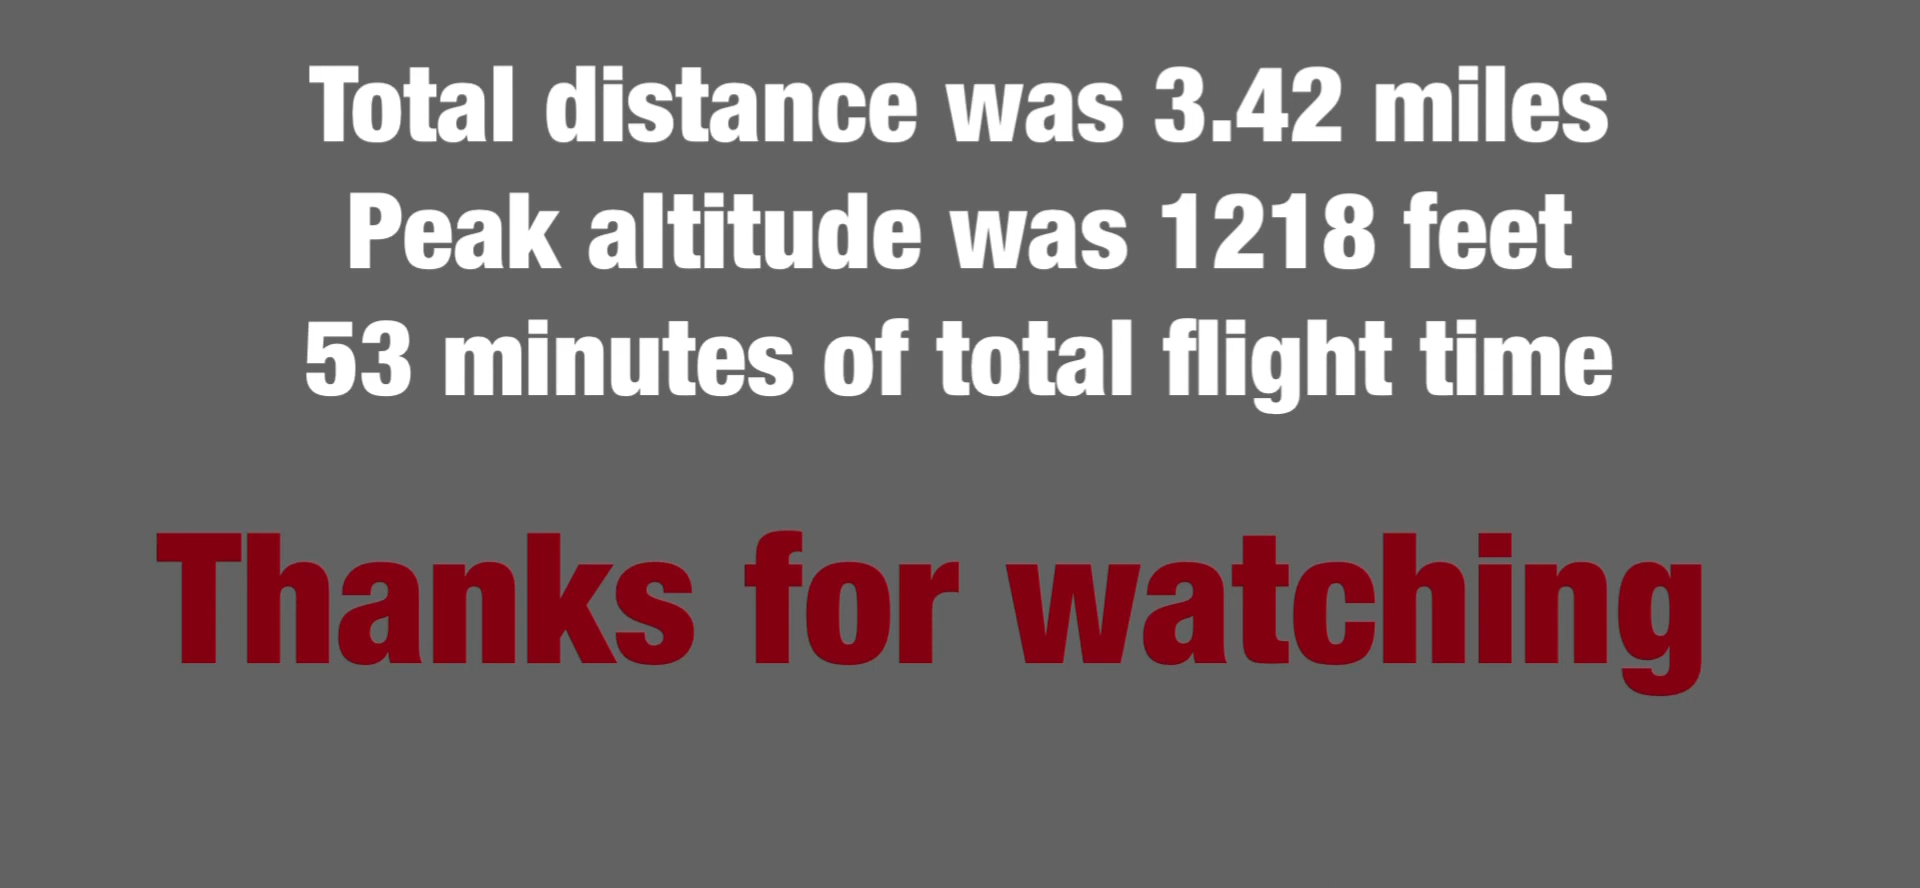 Total distance was 3.42 miles
Peak altitude was 1218 feet
53 minutes of total flight time
Thanks for watching